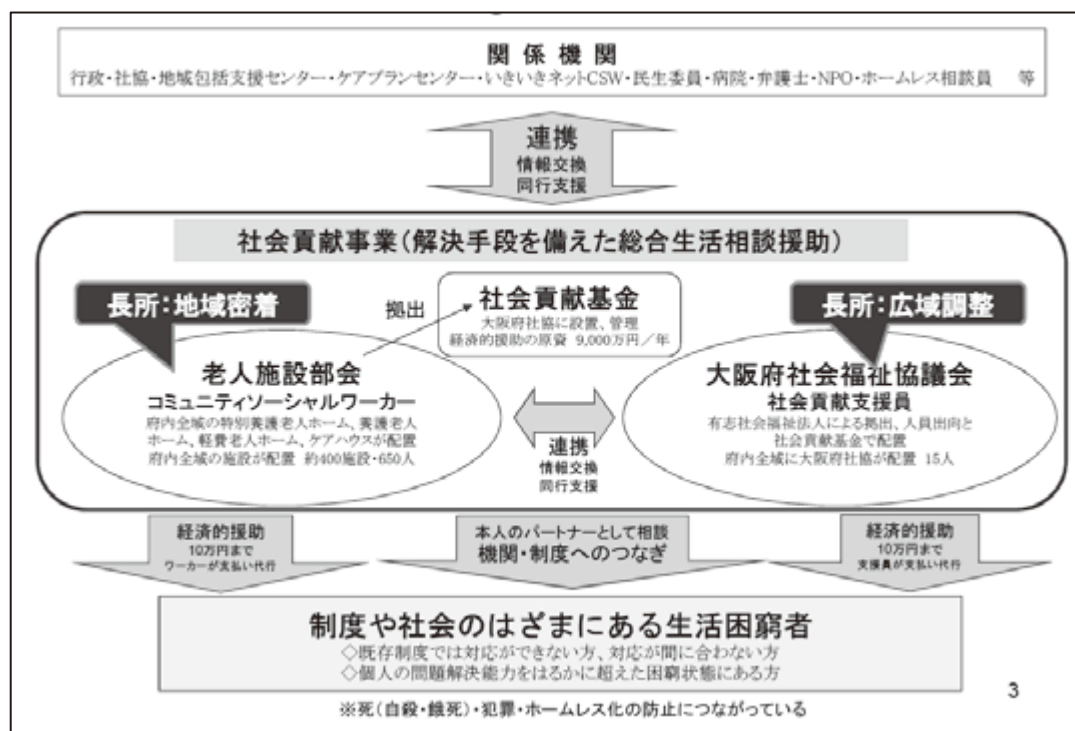 関係機関
行政・社協・地域包括支援センター・ケアプランセンター・いきいきネットCSW・民生委員・病院・弁護士・NPO・ホームレス相談員　等
連携
情報交換
同行支援
社会貢献事業(解決手段を備えた総合生活相談援助)
長所:地域密着
拠出
社会貢献基金
大阪府社協に設置、管理
経済的援助の原資 9,000万円/年
長所:広域調整
老人施設部会
コミュニティソーシャルワーカー
府内全域の特別養護老人ホーム、養護老人
ホーム、軽費老人ホーム、ケアハウスが配置
府内全域の施設が配置 約400施設・650人
連携
情報交換
同行支援
大阪府社会福祉協議会
社会貢献支援員
有志社会福祉法人による拠出、人員出向と
社会貢献基金で配置
府内全域に大阪府社協が配置 15人
経済的援助
10万円まで
ワーカーが支払い代行
本人のパートナーとして相談
機関・制度へのつなぎ
経済的援助
10万円まで
支援員が支払い代行
制度や社会のはざまにある生活困窮者
◇既存制度では対応ができない方、対応が間に合わない方
◇個人の問題解決能力をはるかに超えた困窮状態にある方
※死(自殺・餓死)・犯罪・ホームレス化の防止につながっている
3